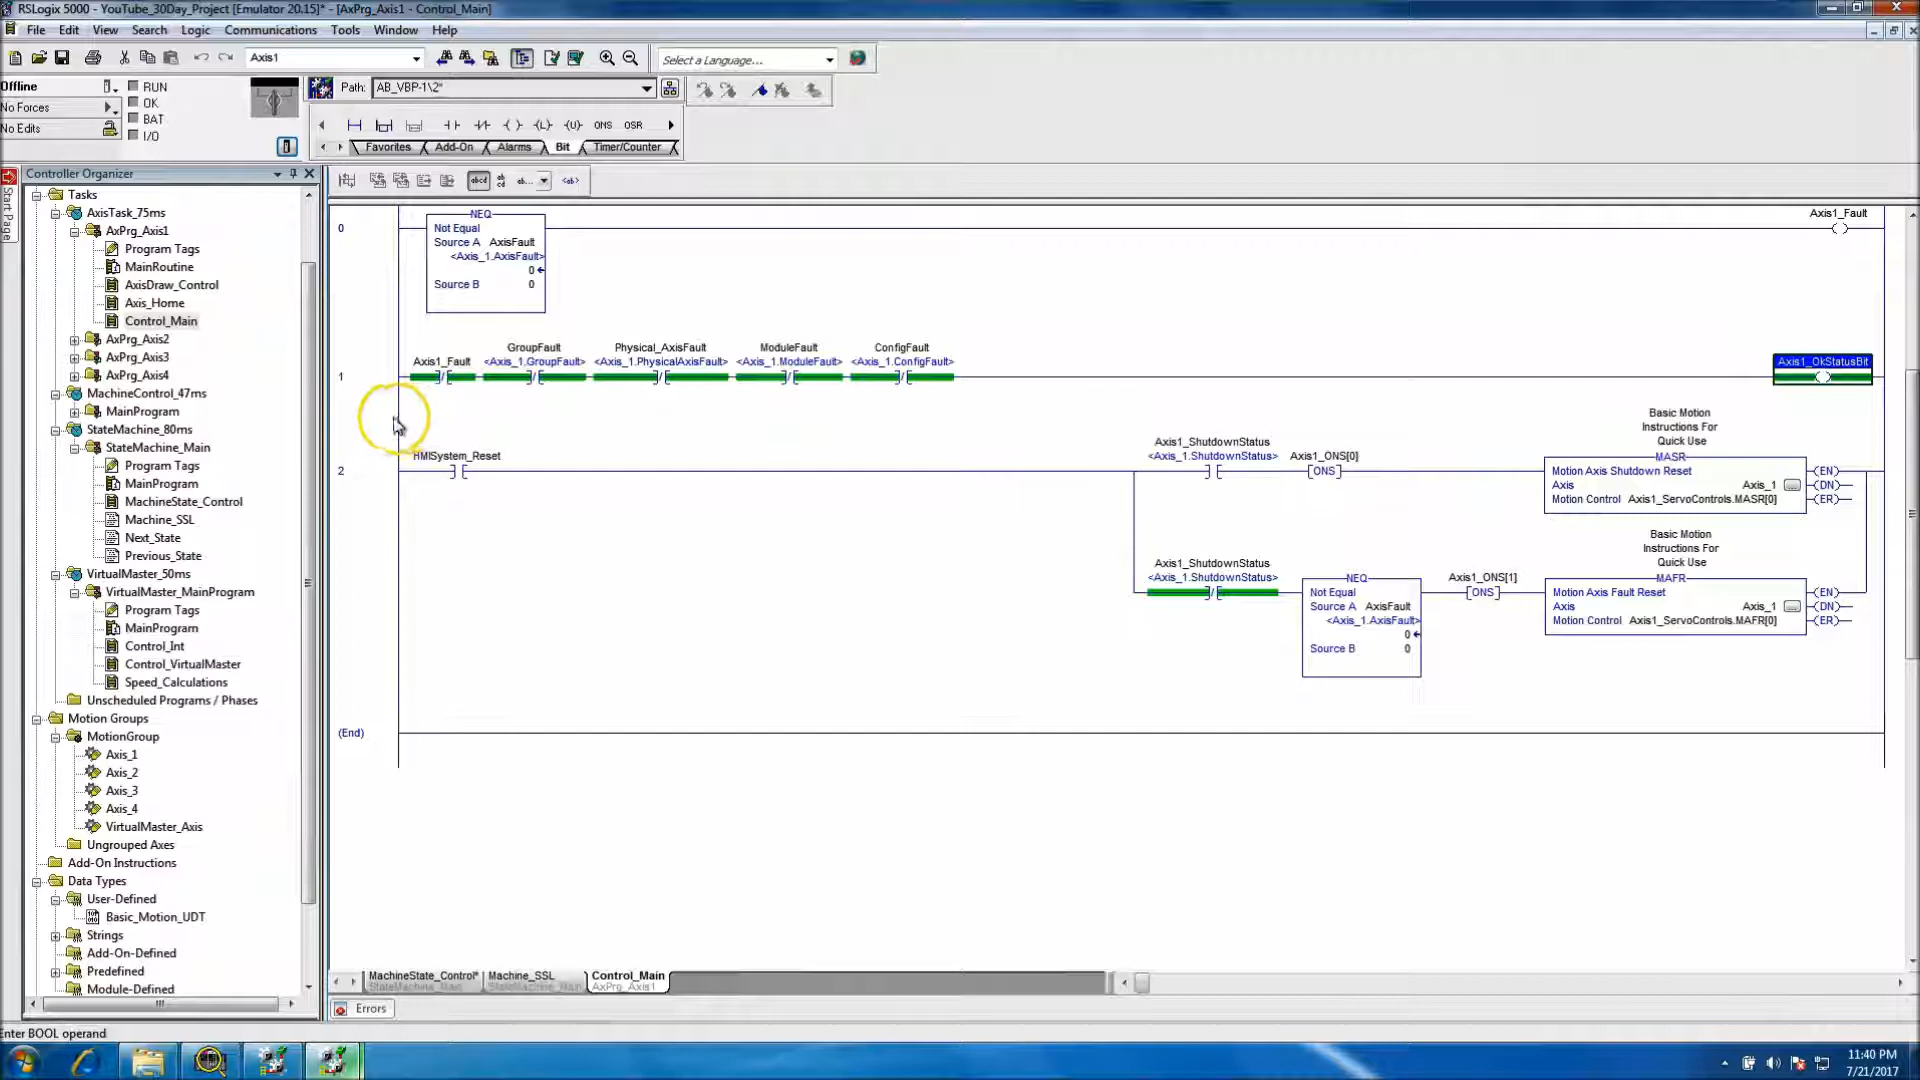 RSLogix 5000 - YouTube_30Day_Project [Emulator 20.15]* - [AxPrg_Axis1 - Control_Main]
File Edit View Search Logic Communications Tools Window Help
Axis1
Select a Language...
Offline
RUN
No Forces
OK
No Edits
BAT
I/O
Path: AB_VBP-1\2*
ONS OSR
Favorites Add-On Alarms Bit Timer/Counter
Start Page
Controller Organizer
Tasks
AxisTask_75ms
AxPrg_Axis1
Program Tags
MainRoutine
AxisDraw_Control
Axis_Home
Control_Main
AxPrg_Axis2
AxPrg_Axis3
AxPrg_Axis4
MachineControl_47ms
MainProgram
StateMachine_80ms
StateMachine_Main
Program Tags
MainProgram
MachineState_Control
Machine_SSL
Next_State
Previous_State
VirtualMaster_50ms
VirtualMaster_MainProgram
Program Tags
MainProgram
Control_Int
Control_VirtualMaster
Speed_Calculations
Unscheduled Programs / Phases
Motion Groups
MotionGroup
Axis_1
Axis_2
Axis_3
Axis_4
VirtualMaster_Axis
Ungrouped Axes
Add-On Instructions
Data Types
User-Defined
Basic_Motion_UDT
Strings
Add-On-Defined
Predefined
Module-Defined
0
NEQ
Not Equal
Source A AxisFault
<Axis_1.AxisFault>
0
Source B 0
Axis1_Fault
1
Axis1_Fault
GroupFault
<Axis_1.GroupFault>
Physical_AxisFault
<Axis_1.PhysicalAxisFault>
ModuleFault
<Axis_1.ModuleFault>
ConfigFault
<Axis_1.ConfigFault>
Axis1_OkStatusBit
2
HMISystem_Reset
Axis1_ShutdownStatus
<Axis_1.ShutdownStatus>
Axis1_ONS[0]
ONS
Basic Motion
Instructions For
Quick Use
MASR
Motion Axis Shutdown Reset
Axis Axis_1
Motion Control Axis1_ServoControls.MASR[0]
EN
DN
ER
Axis1_ShutdownStatus
<Axis_1.ShutdownStatus>
NEQ
Not Equal
Source A AxisFault
<Axis_1.AxisFault>
0
Source B 0
Axis1_ONS[1]
ONS
Basic Motion
Instructions For
Quick Use
MAFR
Motion Axis Fault Reset
Axis Axis_1
Motion Control Axis1_ServoControls.MAFR[0]
EN
DN
ER
(End)
MachineState_Control* Machine_SSL Control_Main
StateMachine_Main StateMachine_Main AxPrg_Axis1
Errors
Enter BOOL operand
11:40 PM
7/21/2017